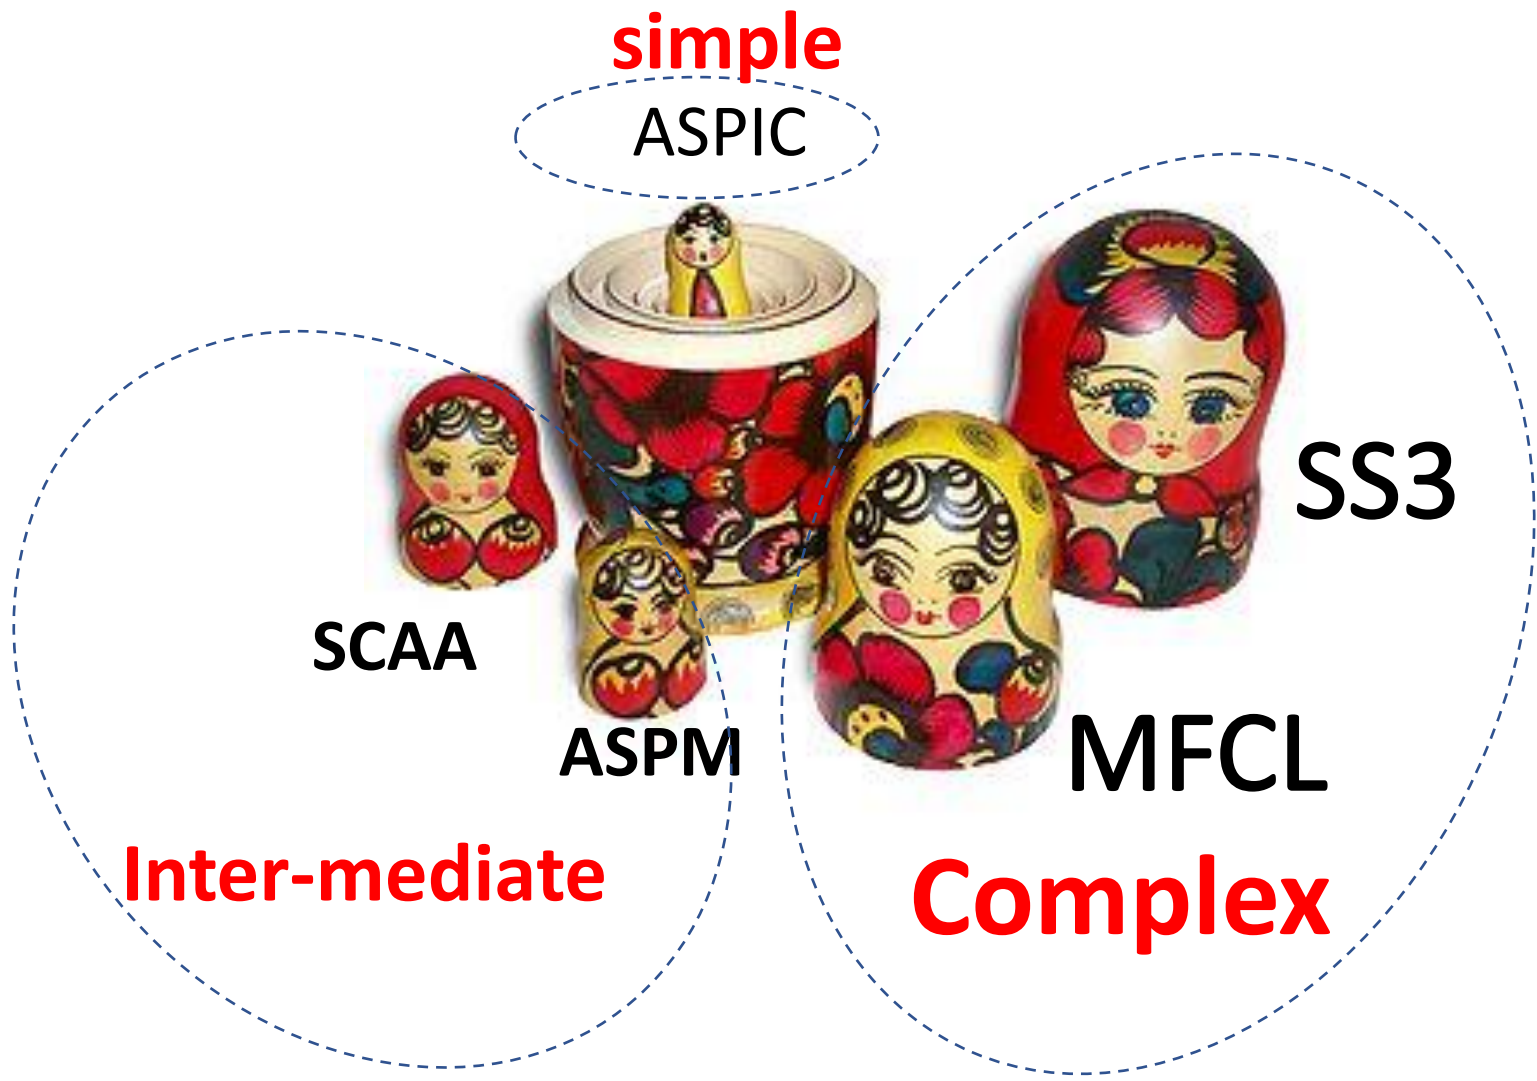 simple
ASPIC
SS3
SCAA
ASPM
MFCL
Inter-mediate
Complex